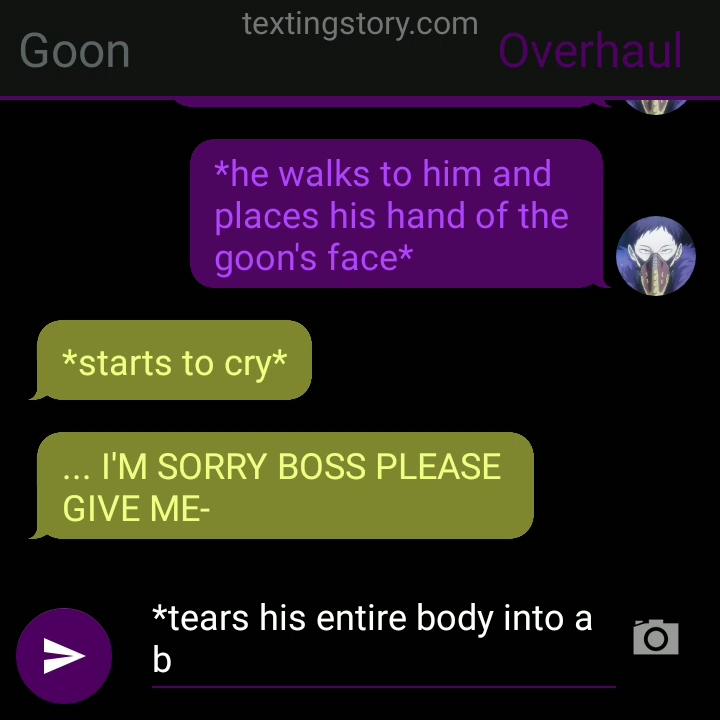 textingstory.com
Goon
Overhaul
*he walks to him and
places his hand of the
goon's face*
*starts to cry*
... I'M SORRY BOSS PLEASE
GIVE ME-
*tears his entire body into a
b